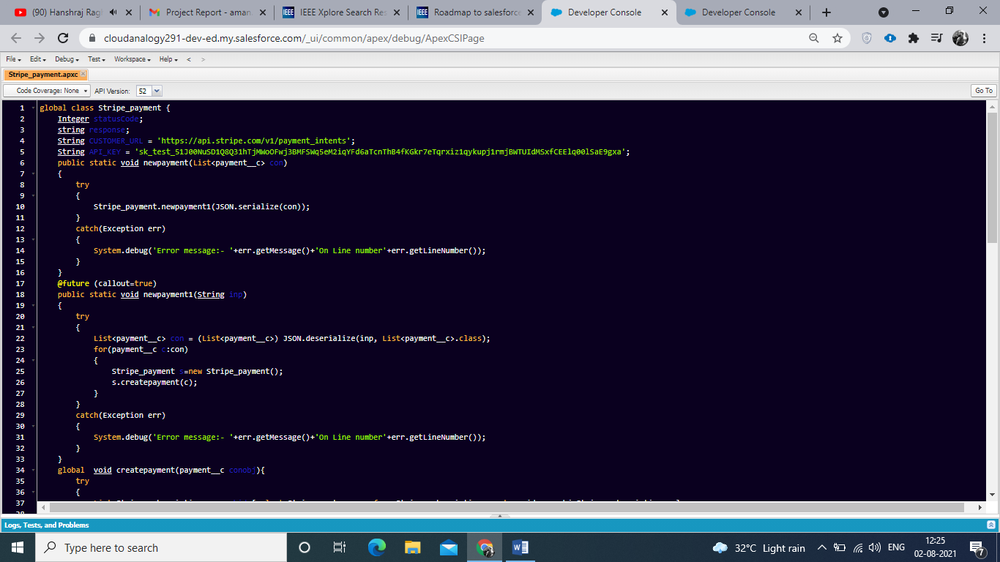 (90) Hanshraj Ragh
Project Report - aman.
IEEE Xplore Search Res
Roadmap to salesforce
Developer Console
Developer Console
cloudanalogy291-dev-ed.my.salesforce.com/_ui/common/apex/debug/ApexCSIPage
File Edit Debug Test Workspace Help < >
Stripe_payment.apxc
Code Coverage: None API Version: 52 Go To
1 global class Stripe_payment {
2 Integer statusCode;
3 string response;
4 String CUSTOMER_URL = 'https://api.stripe.com/v1/payment_intents';
5 String API_KEY =
6 public static void newpayment(List<payment__c> con)
7 {
8 try
9 {
10 Stripe_payment.newpayment1(JSON.serialize(con));
11 }
12 catch(Exception err)
13 {
14 System.debug('Error message:- '+err.getMessage()+'On Line number'+err.getLineNumber());
15 }
16 }
17 @future (callout=true)
18 public static void newpayment1(String inp)
19 {
20 try
21 {
22 List<payment__c> con = (List<payment__c>) JSON.deserialize(inp, List<payment__c>.class);
23 for(payment__c c:con)
24 {
25 Stripe_payment s=new Stripe_payment();
26 s.createpayment(c);
27 }
28 }
29 catch(Exception err)
30 {
31 System.debug('Error message:- '+err.getMessage()+'On Line number'+err.getLineNumber());
32 }
33 }
34 global void createpayment(payment__c conobj){
35 try
36 {
37
Logs, Tests, and Problems
Type here to search
32°C Light rain
ENG
12:25
02-08-2021
7